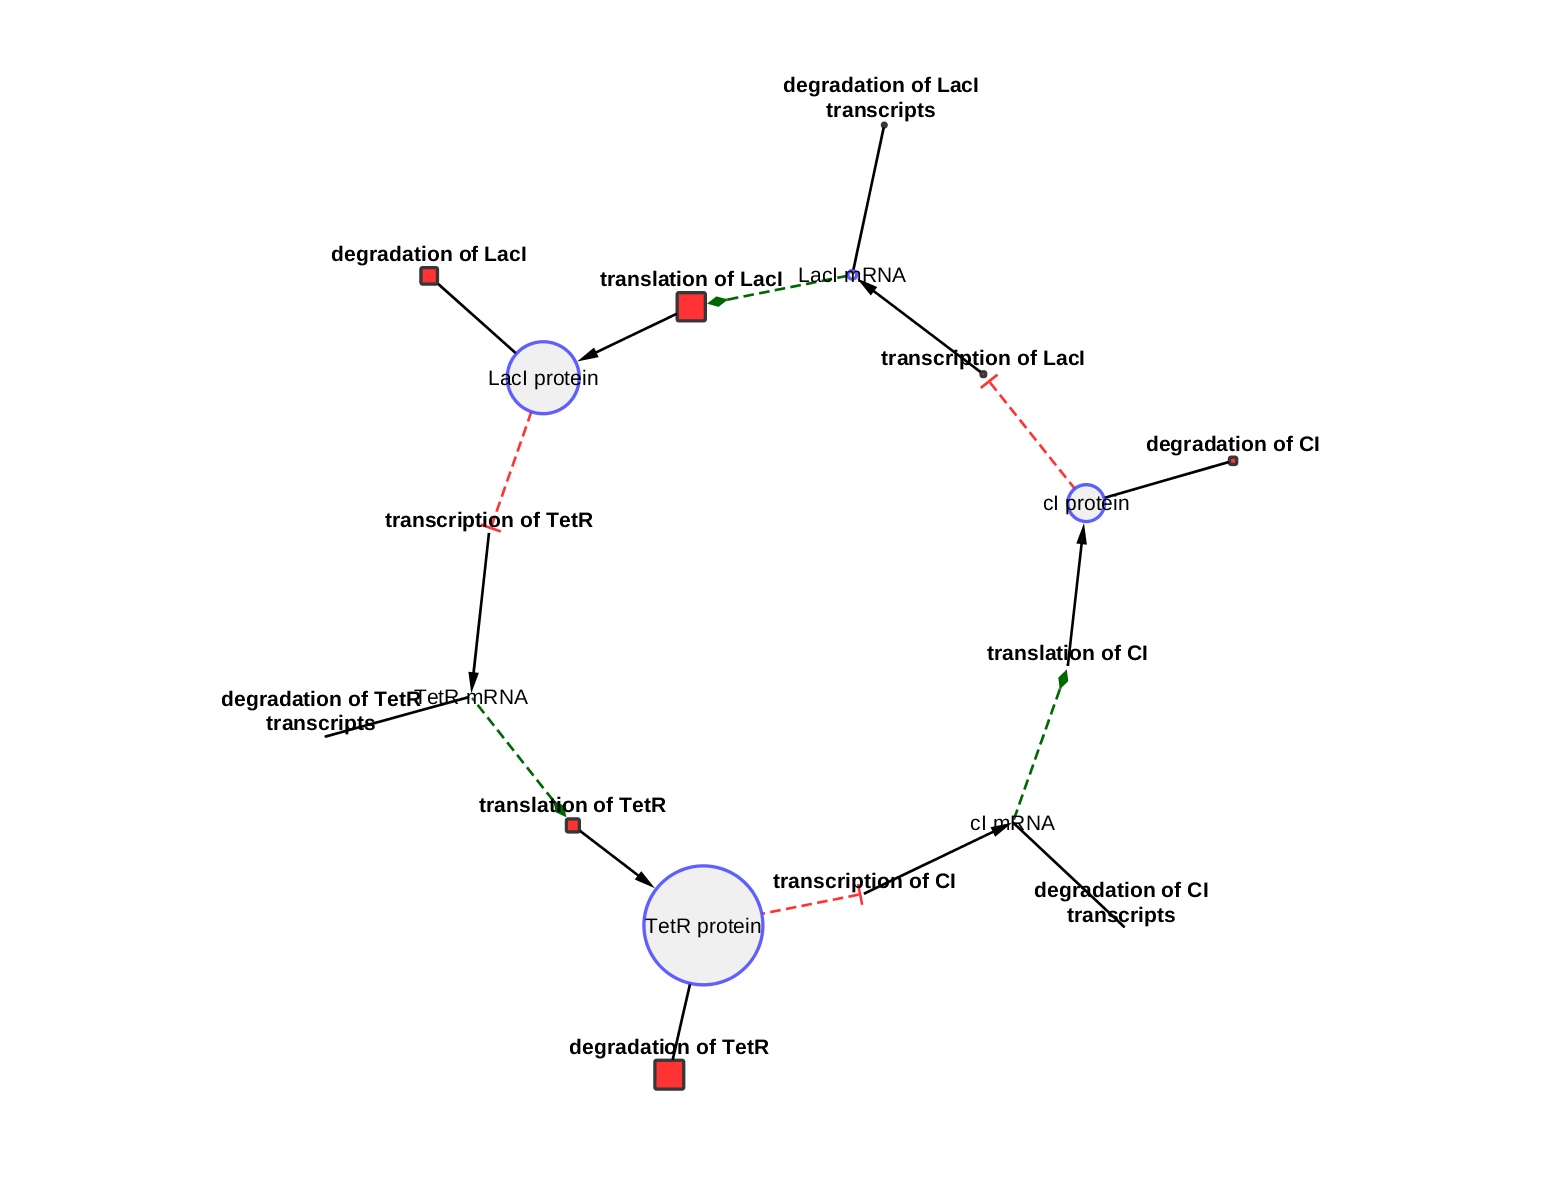 degradation of LacI
transcripts
degradation of LacI
translation of LacI
LacI mRNA
transcription of LacI
LacI protein
degradation of CI
cI protein
transcription of TetR
translation of CI
degradation of TetR
transcripts
TetR mRNA
translation of TetR
cI mRNA
transcription of CI
degradation of CI
transcripts
TetR protein
degradation of TetR